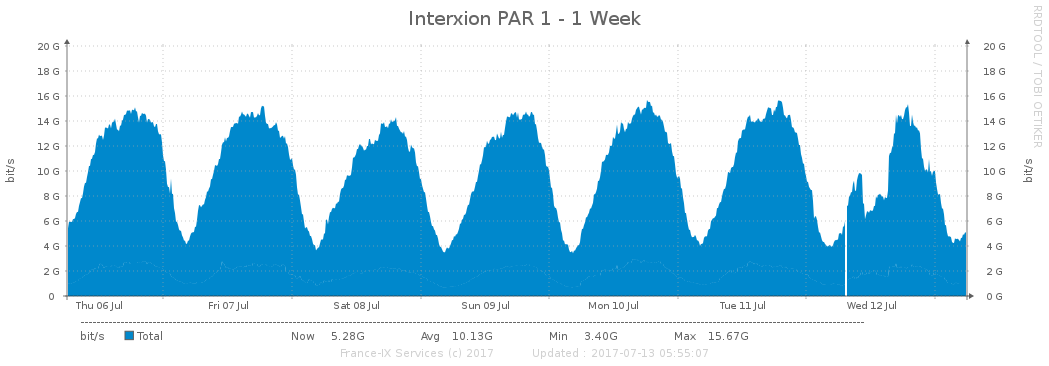 Interxion PAR 1 - 1 Week
RRDTOOL / TOBI OETIKER
bit/s
20 G 20 G
18 G 18 G
16 G 16 G
14 G 14 G
12 G 12 G
10 G 10 G
8 G 8 G
6 G 6 G
4 G 4 G
2 G 2 G
0 0 G
bit/s
Thu 06 Jul Fri 07 Jul Sat 08 Jul Sun 09 Jul Mon 10 Jul Tue 11 Jul Wed 12 Jul
bit/s Total Now 5.28G Avg 10.13G Min 3.40G Max 15.67G
France-IX Services (c) 2017 Updated : 2017-07-13 05:55:07